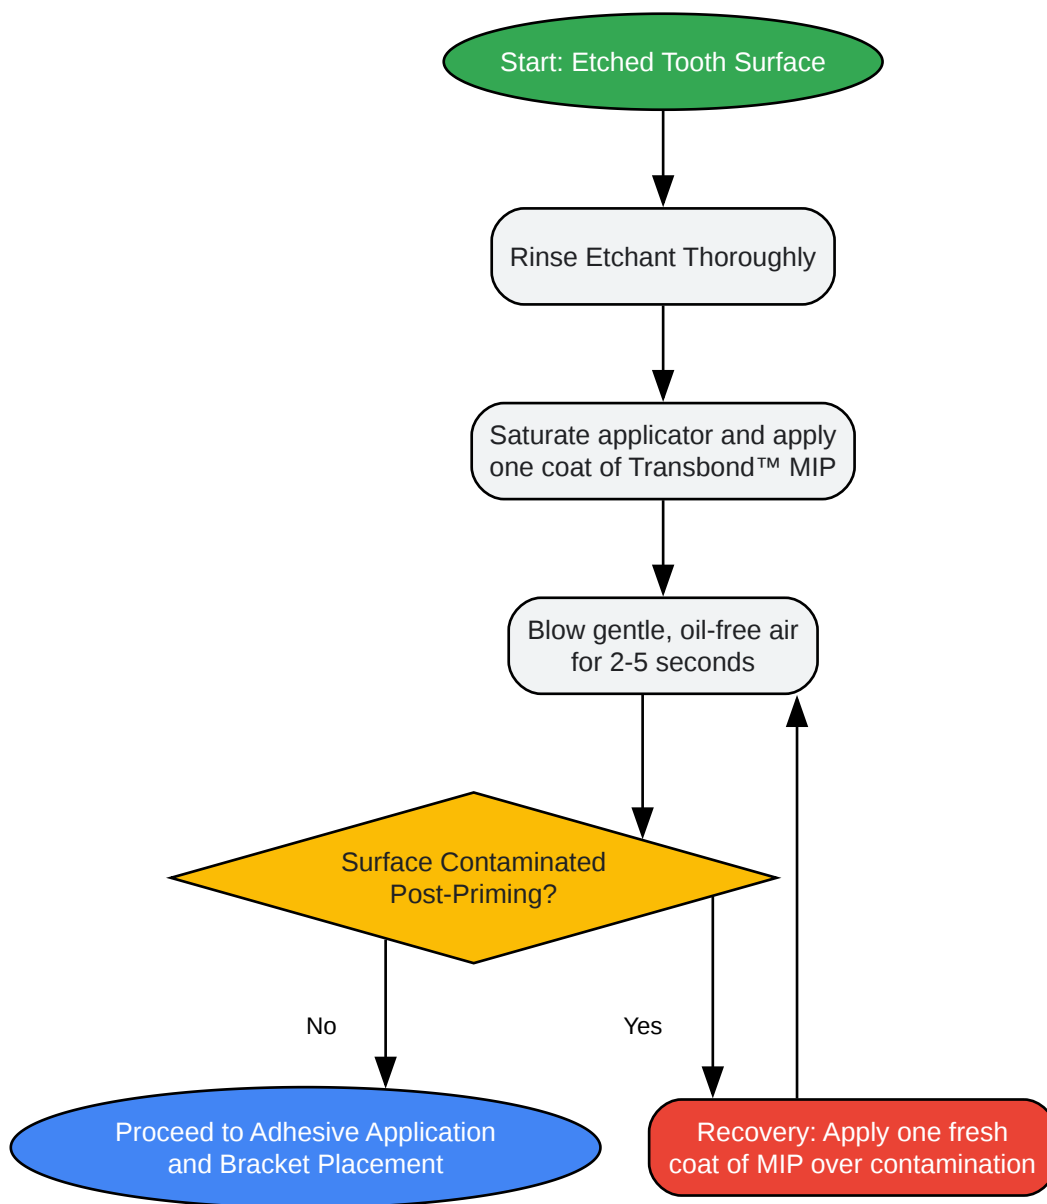 Start: Etched Tooth Surface
Rinse Etchant Thoroughly
Saturate applicator and apply
one coat of Transbond™ MIP
Blow gentle, oil-free air
for 2-5 seconds
Surface Contaminated
Post-Priming?
No
Yes
Proceed to Adhesive Application
and Bracket Placement
Recovery: Apply one fresh
coat of MIP over contamination